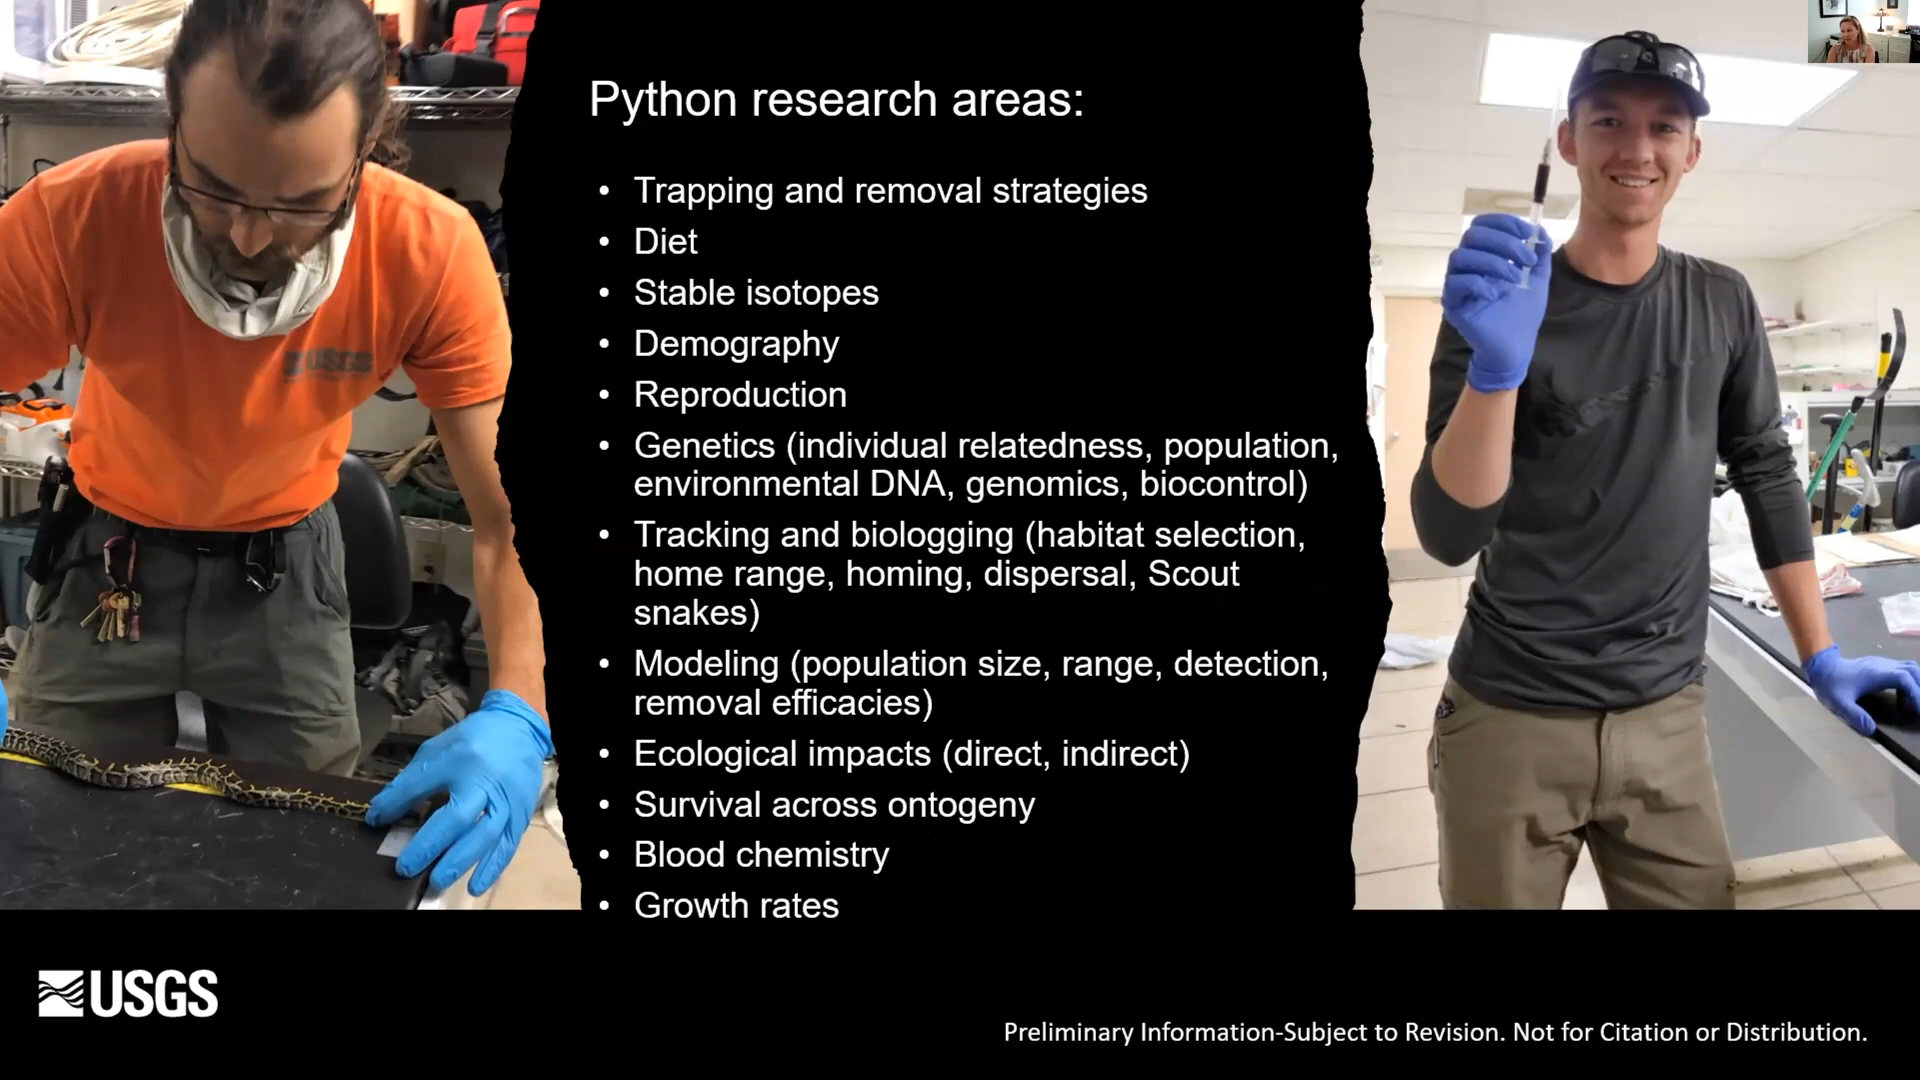 Python research areas:
• Trapping and removal strategies
• Diet
• Stable isotopes
• Demography
• Reproduction
• Genetics (individual relatedness, population,
environmental DNA, genomics, biocontrol)
• Tracking and biologging (habitat selection,
home range, homing, dispersal, Scout
snakes)
• Modeling (population size, range, detection,
removal efficacies)
• Ecological impacts (direct, indirect)
• Survival across ontogeny
• Blood chemistry
• Growth rates
USGS
USGS
Preliminary Information-Subject to Revision. Not for Citation or Distribution.